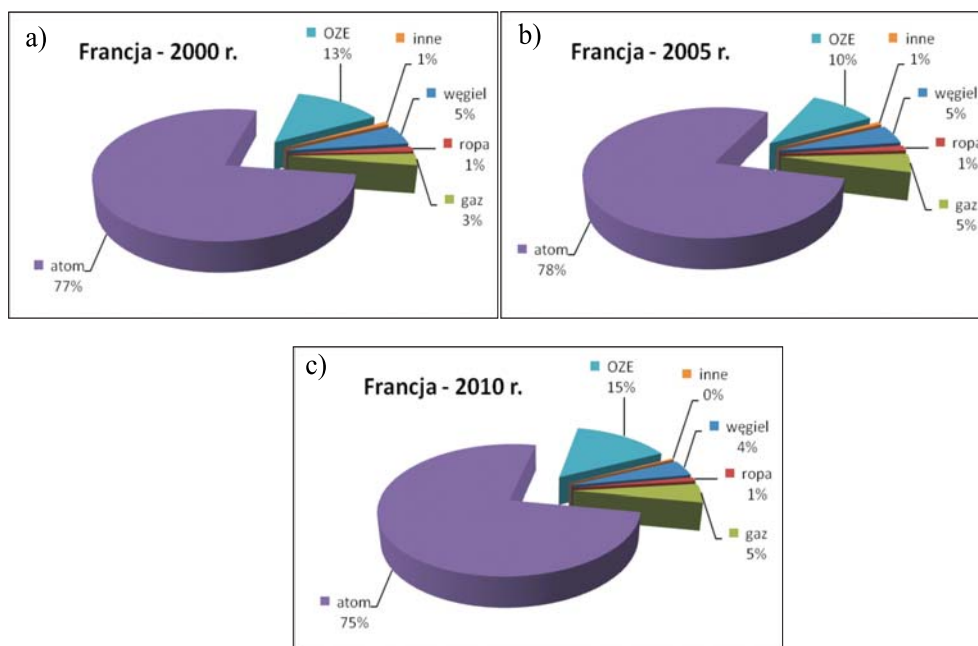 a)
Francja - 2000 r.
OZE
13%
inne
1%
węgiel
5%
ropa
1%
gaz
3%
atom
77%
b)
Francja - 2005 r.
OZE
10%
inne
1%
węgiel
5%
ropa
1%
gaz
5%
atom
78%
c)
Francja - 2010 r.
OZE
15%
inne
0%
węgiel
4%
ropa
1%
gaz
5%
atom
75%